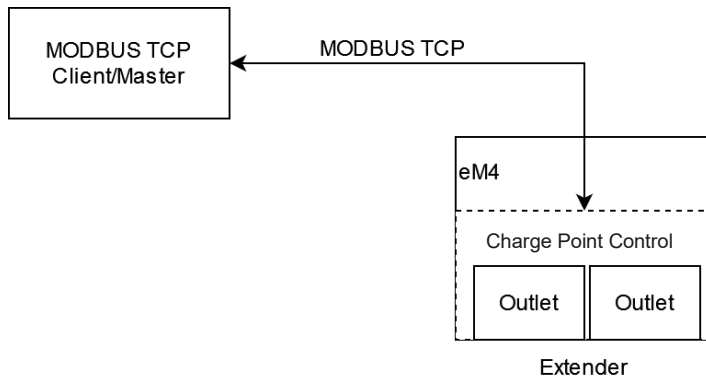 MODBUS TCP
Client/Master
MODBUS TCP
eM4
Charge Point Control
Outlet
Outlet
Extender